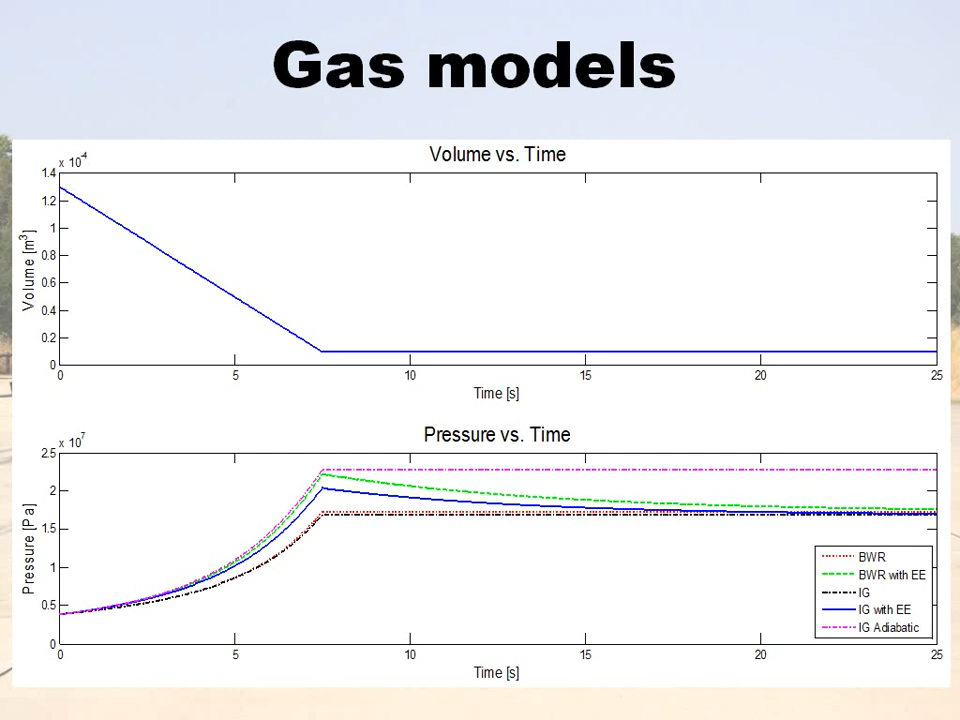 Gas models
Volume vs. Time
x 10^-4
1.4
1.2
1
0.8
0.6
0.4
0.2
0
Volume [m^3]
0 5 10 15 20 25
Time [s]
Pressure vs. Time
x 10^7
2.5
2
1.5
1
0.5
0
Pressure [Pa]
BWR
BWR with EE
IG
IG with EE
IG Adiabatic
0 5 10 15 20 25
Time [s]